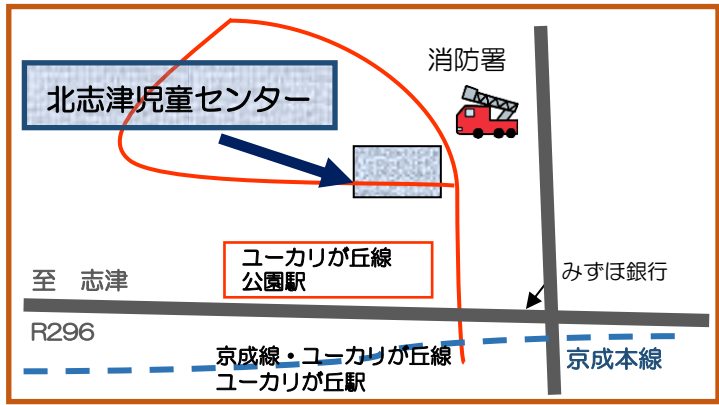 消防署
北志津児童センター
ユーカリが丘線
公園駅
みずほ銀行
至　志津
R296
京成線・ユーカリが丘線
ユーカリが丘駅
京成本線